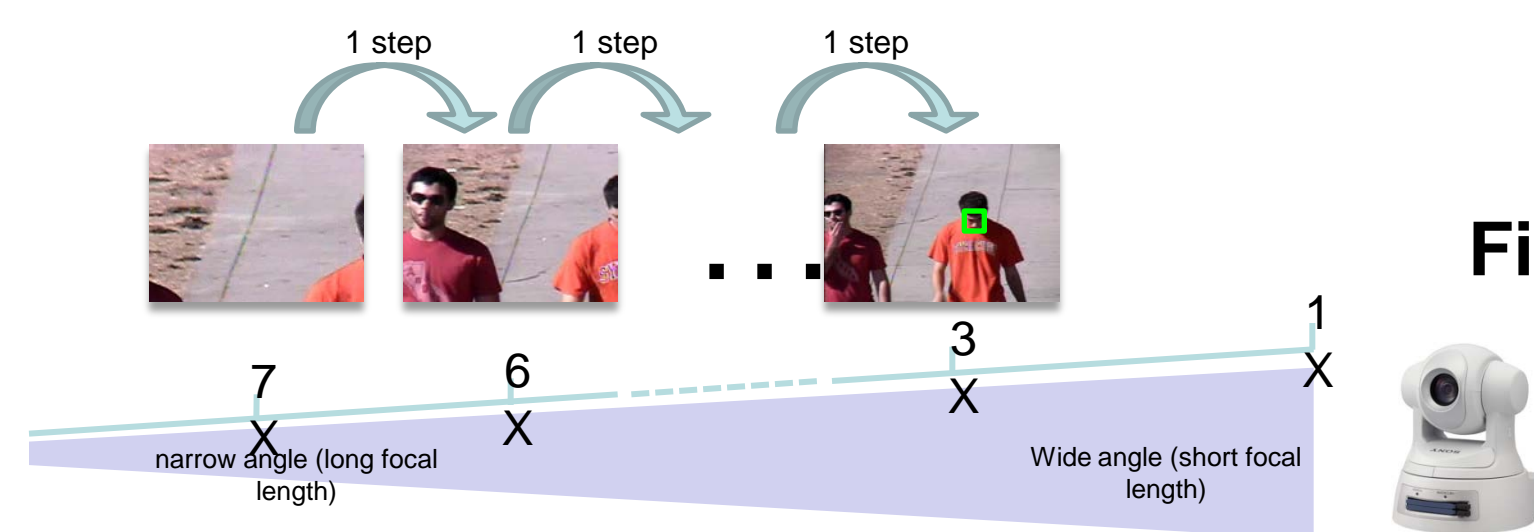 1 step 1 step 1 step
. . .
Fi
7 X
6 X
3 X
1 X
narrow angle (long focal
length)
Wide angle (short focal
length)
SONY